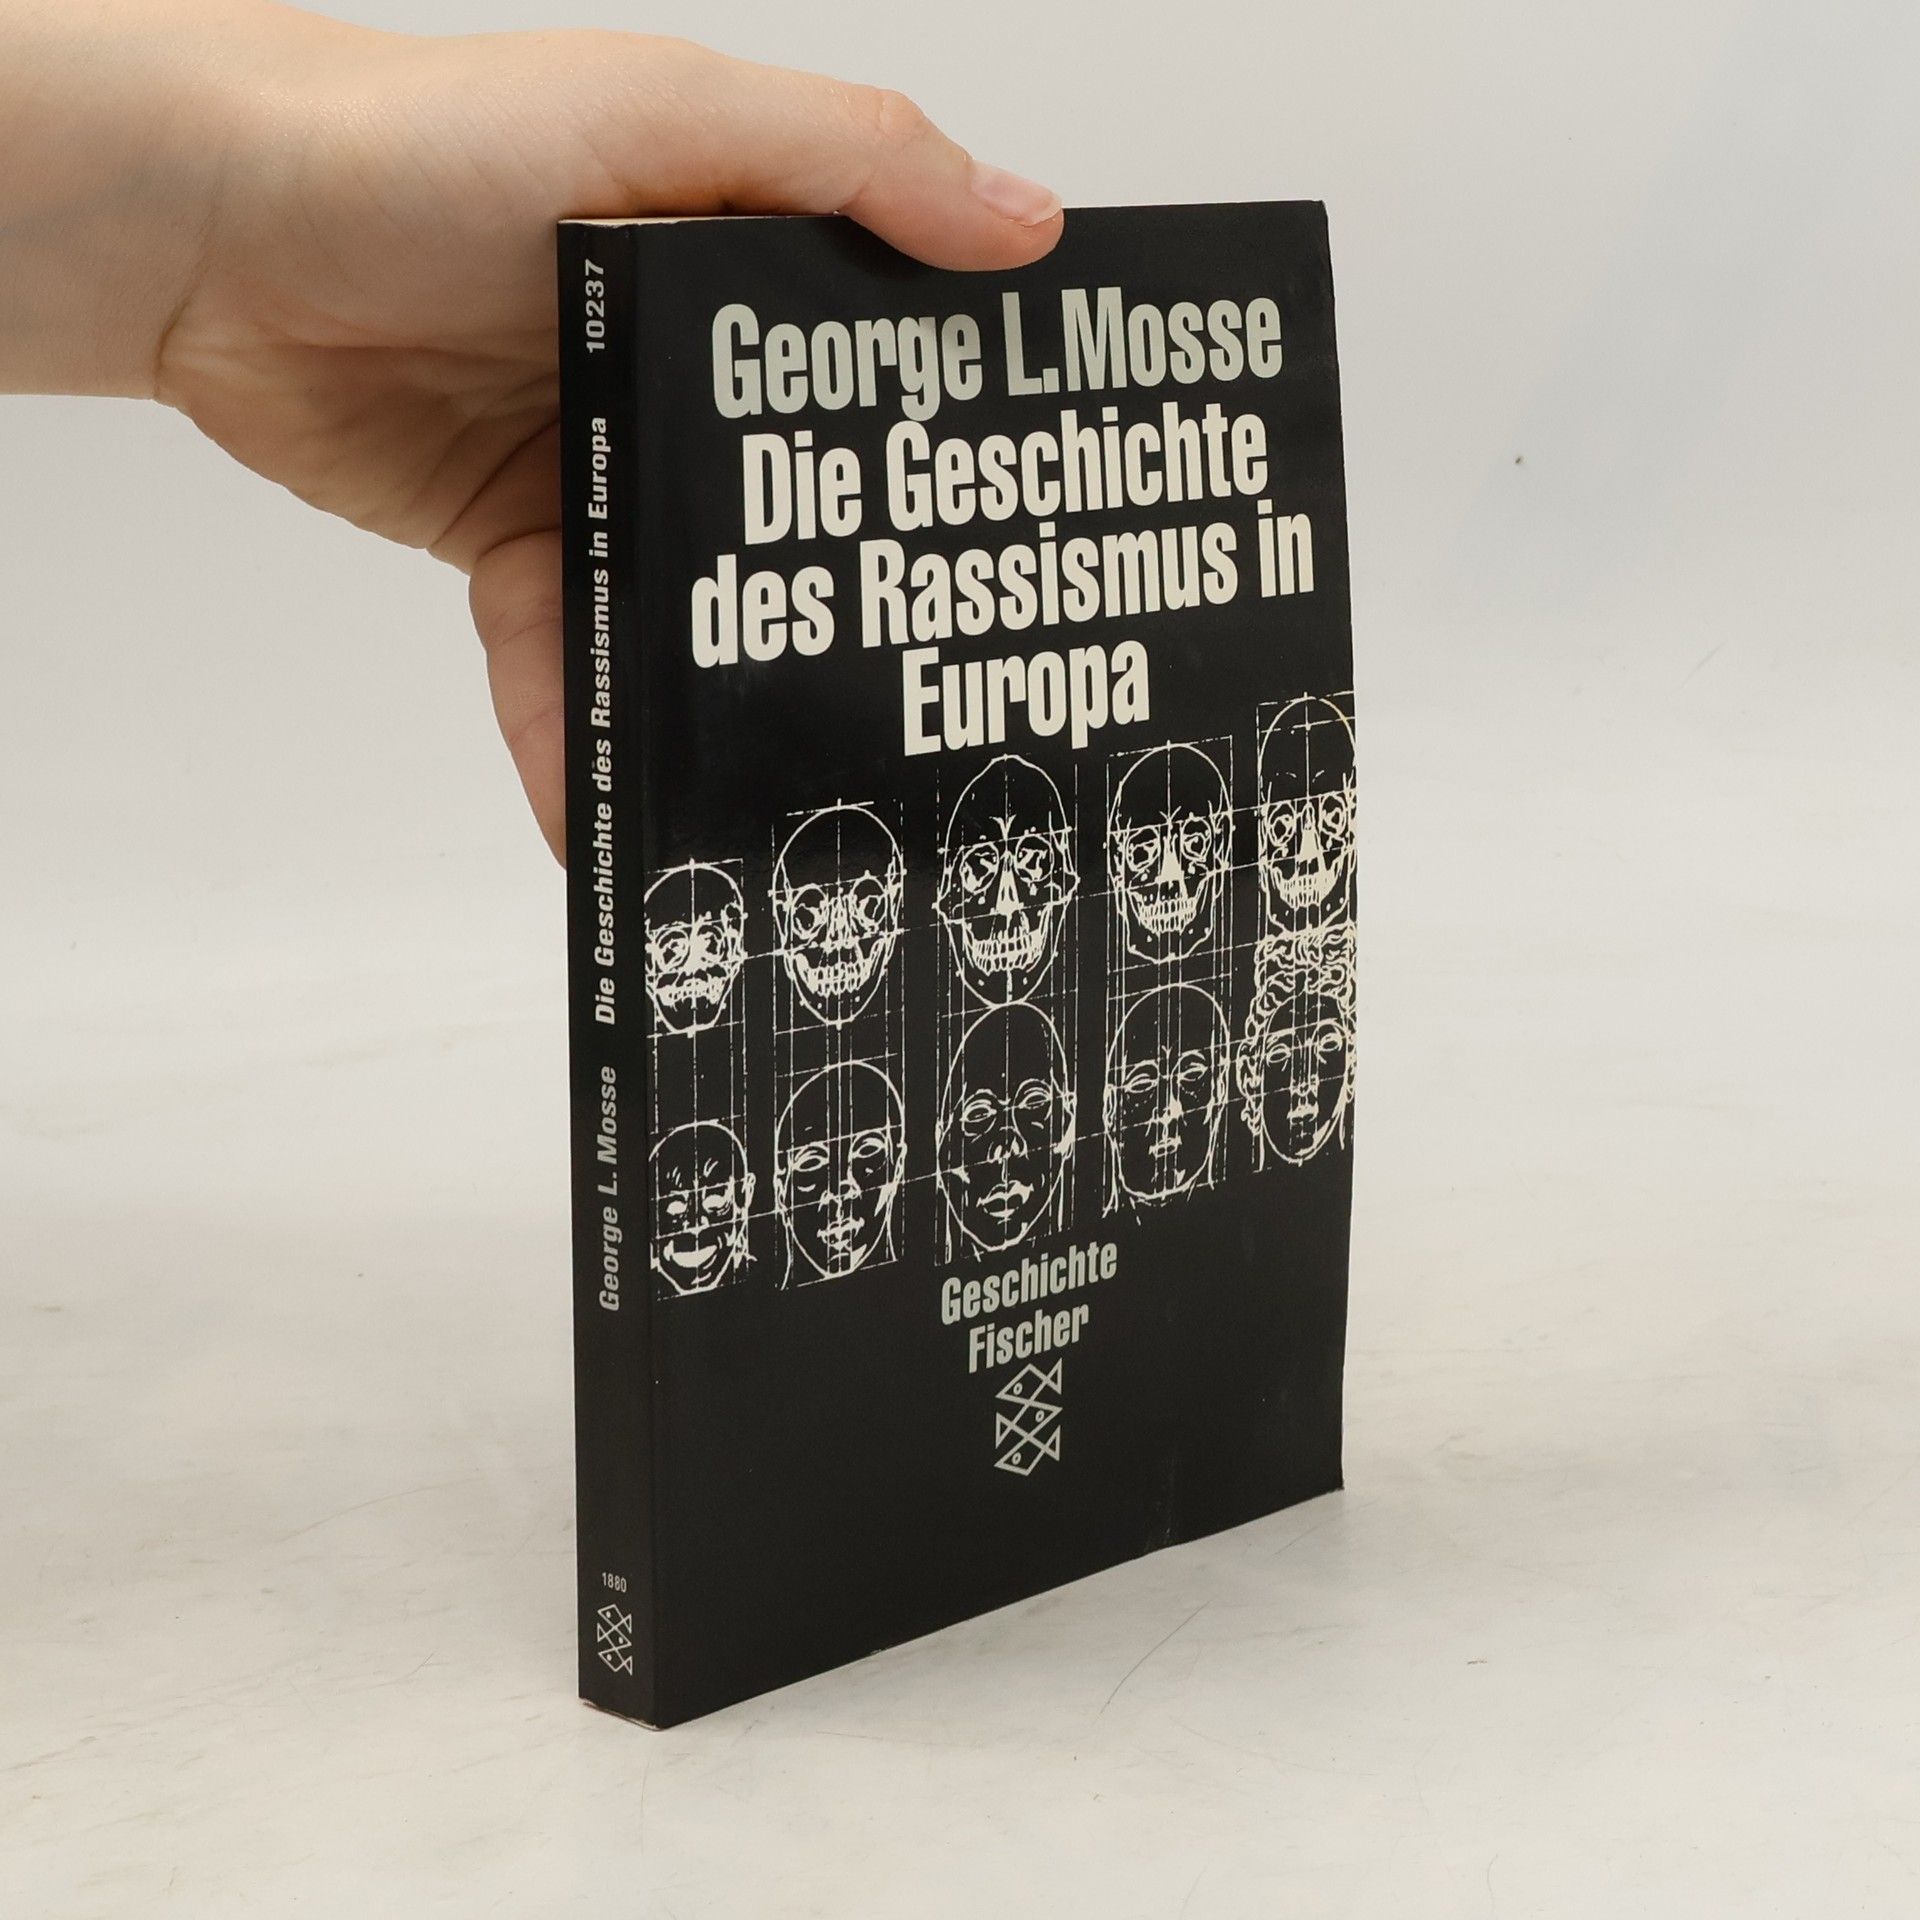 George L. Mosse
Die Geschichte
des Rassismus in
Europa
Geschichte
Fischer
George L. Mosse Die Geschichte des Rassismus in Europa 10237
1880